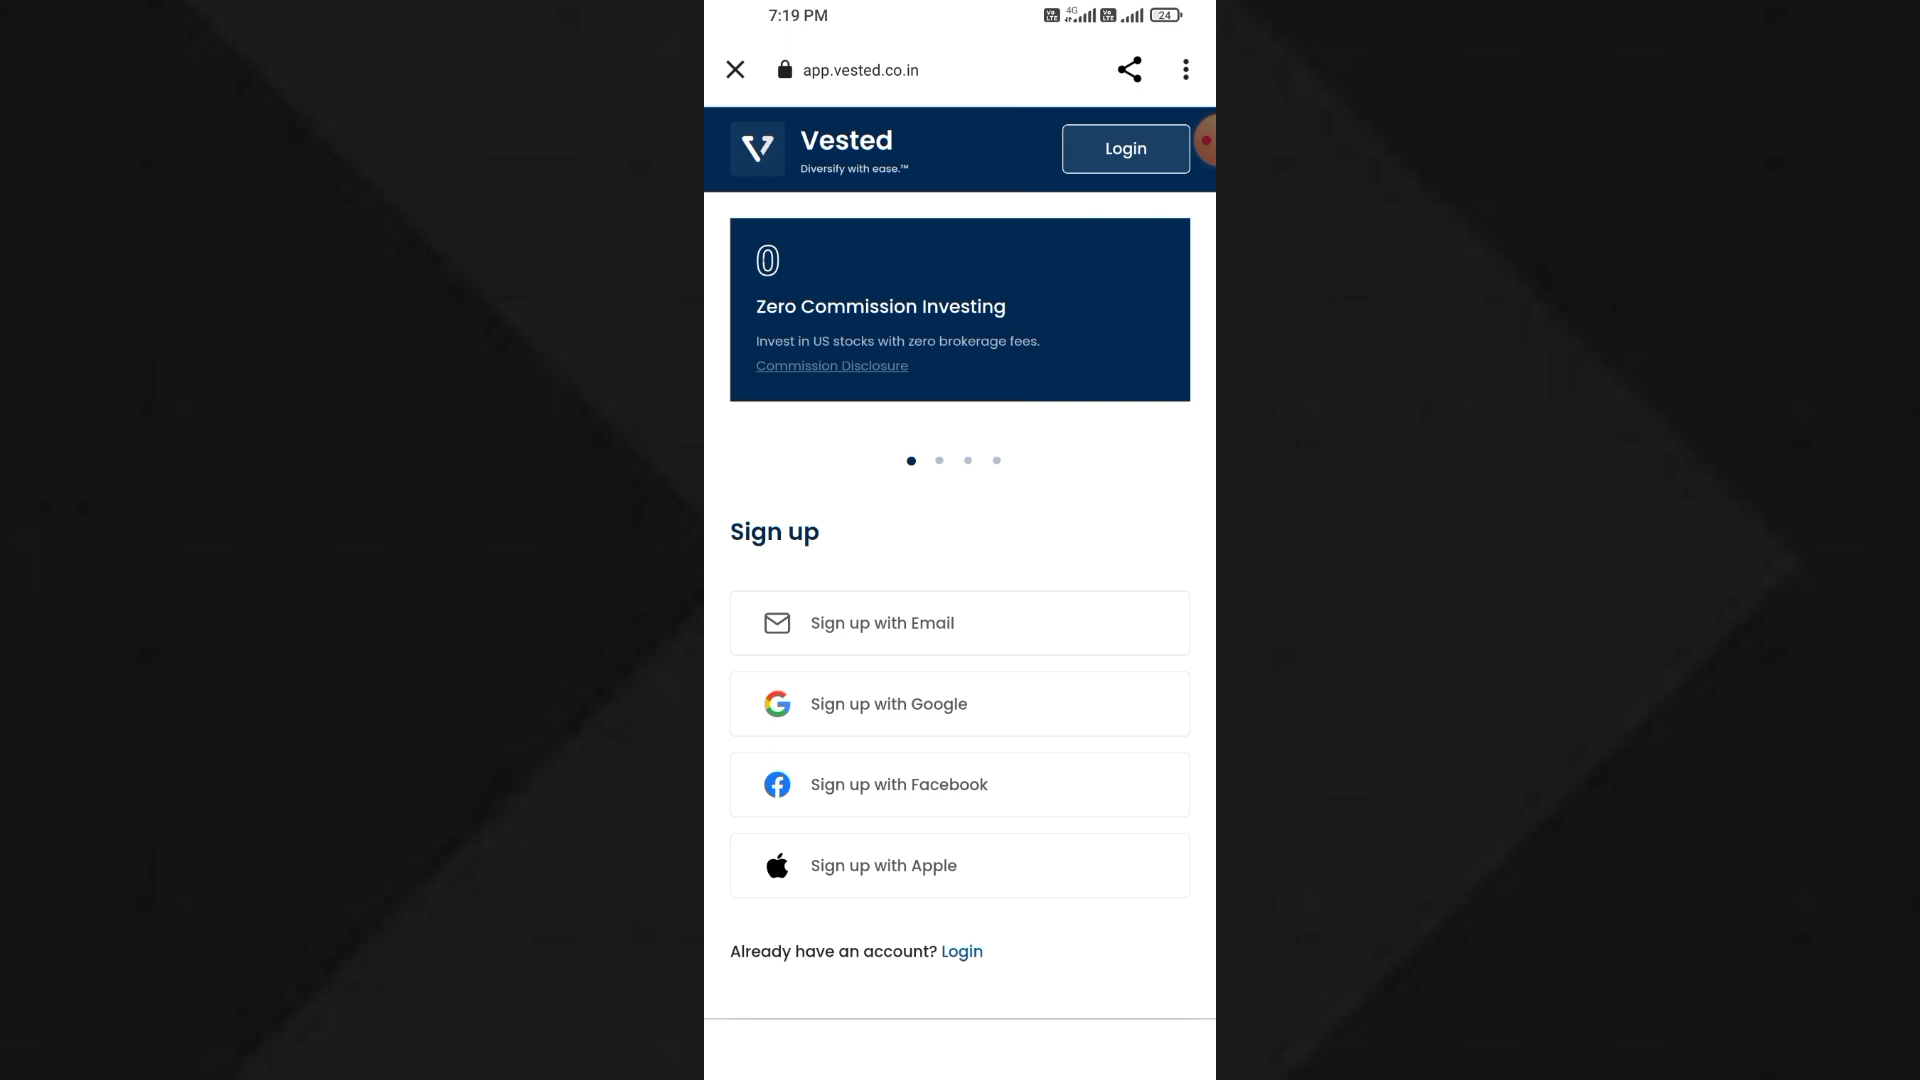 7:19 PM
4G
24
app.vested.co.in
Vested
Diversify with ease.™
Login
0
Zero Commission Investing
Invest in US stocks with zero brokerage fees.
Commission Disclosure
Sign up
Sign up with Email
Sign up with Google
Sign up with Facebook
Sign up with Apple
Already have an account? Login